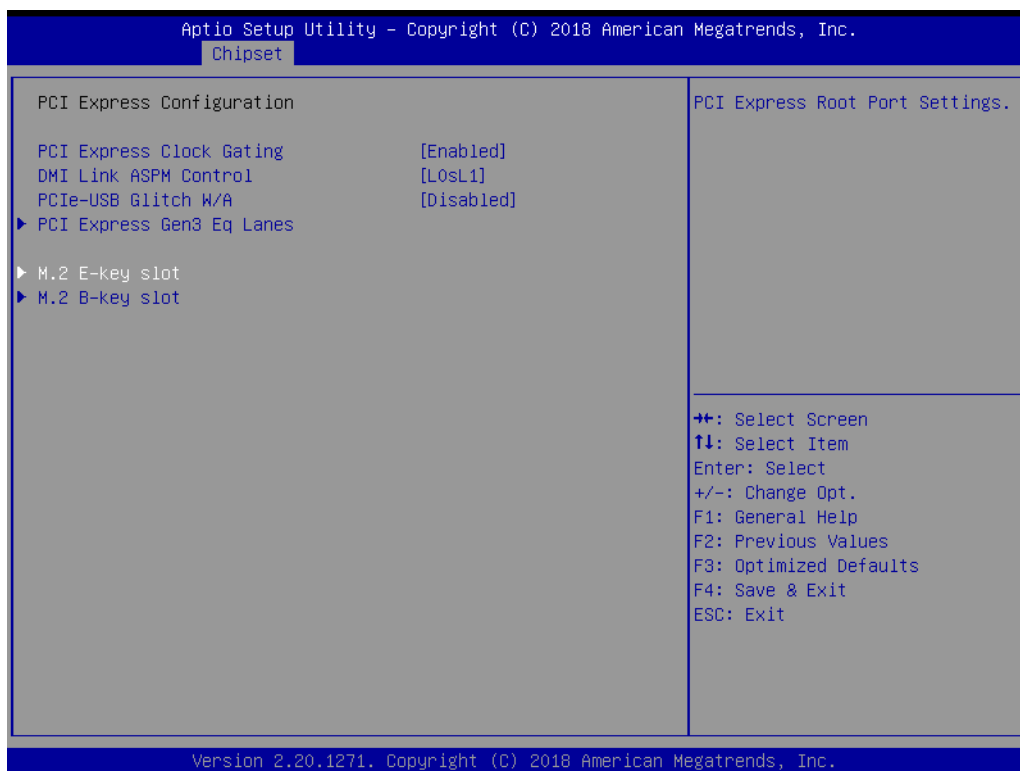 Aptio Setup Utility – Copyright (C) 2018 American Megatrends, Inc.
Chipset
PCI Express Configuration
PCI Express Clock Gating [Enabled]
DMI Link ASPM Control [L0sL1]
PCIe-USB Glitch W/A [Disabled]
▶ PCI Express Gen3 Eq Lanes
▶ M.2 E-key slot
▶ M.2 B-key slot
PCI Express Root Port Settings.
→←: Select Screen
↑↓: Select Item
Enter: Select
+/-: Change Opt.
F1: General Help
F2: Previous Values
F3: Optimized Defaults
F4: Save & Exit
ESC: Exit
Version 2.20.1271. Copyright (C) 2018 American Megatrends, Inc.